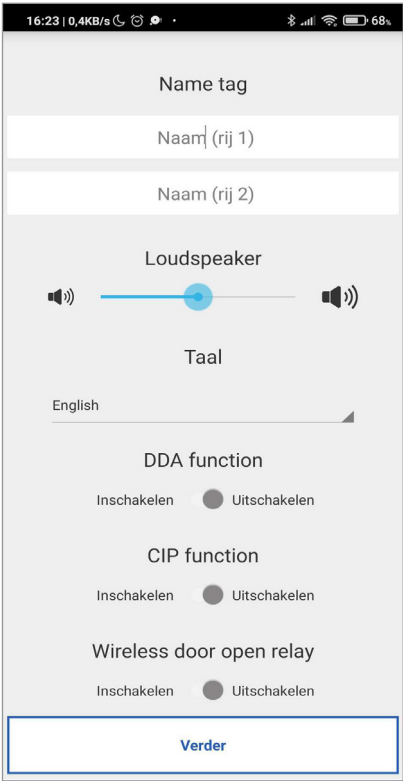 16:23 | 0,4KB/s 68%
Name tag
Naam (rij 1)
Naam (rij 2)
Loudspeaker
Taal
English
DDA function
Inschakelen Uitschakelen
CIP function
Inschakelen Uitschakelen
Wireless door open relay
Inschakelen Uitschakelen
Verder